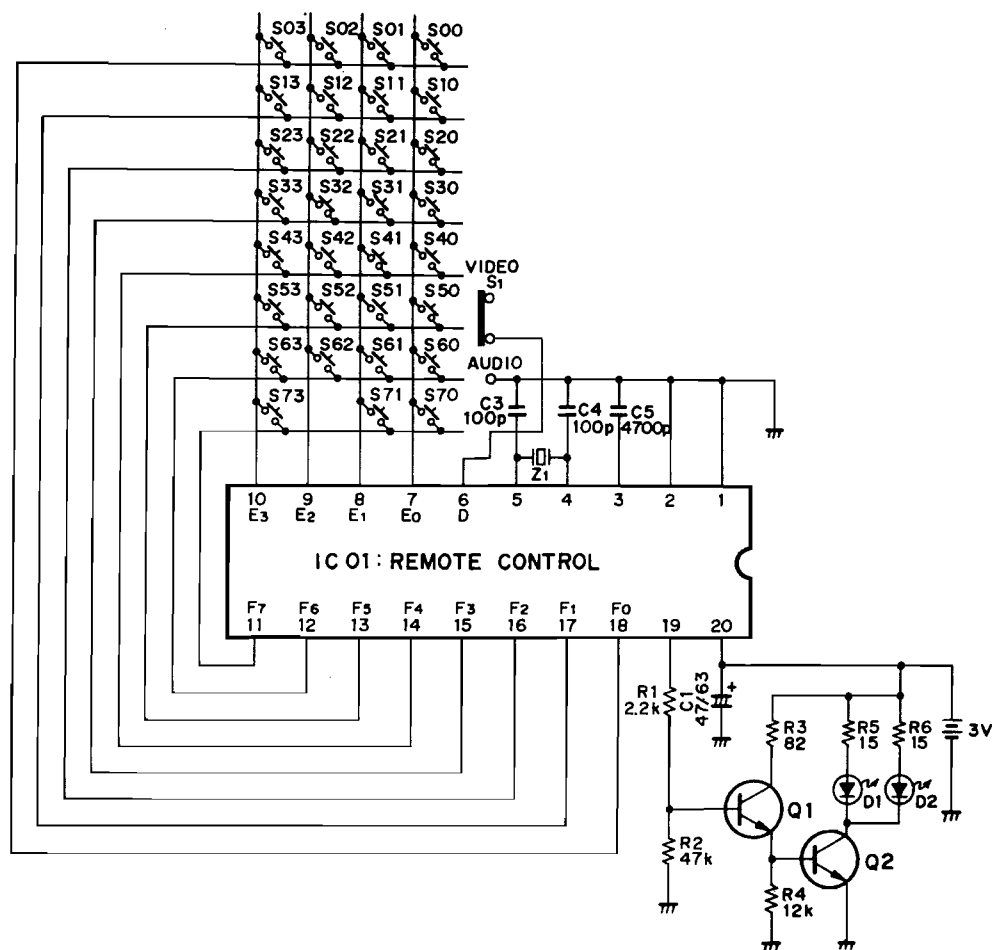 S03 S02 S01 S00
S13 S12 S11 S10
S23 S22 S21 S20
S33 S32 S31 S30
S43 S42 S41 S40
VIDEO
S1
S53 S52 S51 S50
S63 S62 S61 S60
AUDIO
S73 S71 S70
C3
100p
C4
100p
C5
4700p
Z1
10 9 8 7 6 5 4 3 2 1
E3 E2 E1 E0 D
IC 01: REMOTE CONTROL
F7 F6 F5 F4 F3 F2 F1 F0
11 12 13 14 15 16 17 18 19 20
R1
2.2k
C1
47/63
+
R3
82
R5
15
R6
15
3V
D1
D2
Q1
R2
47k
Q2
R4
12k